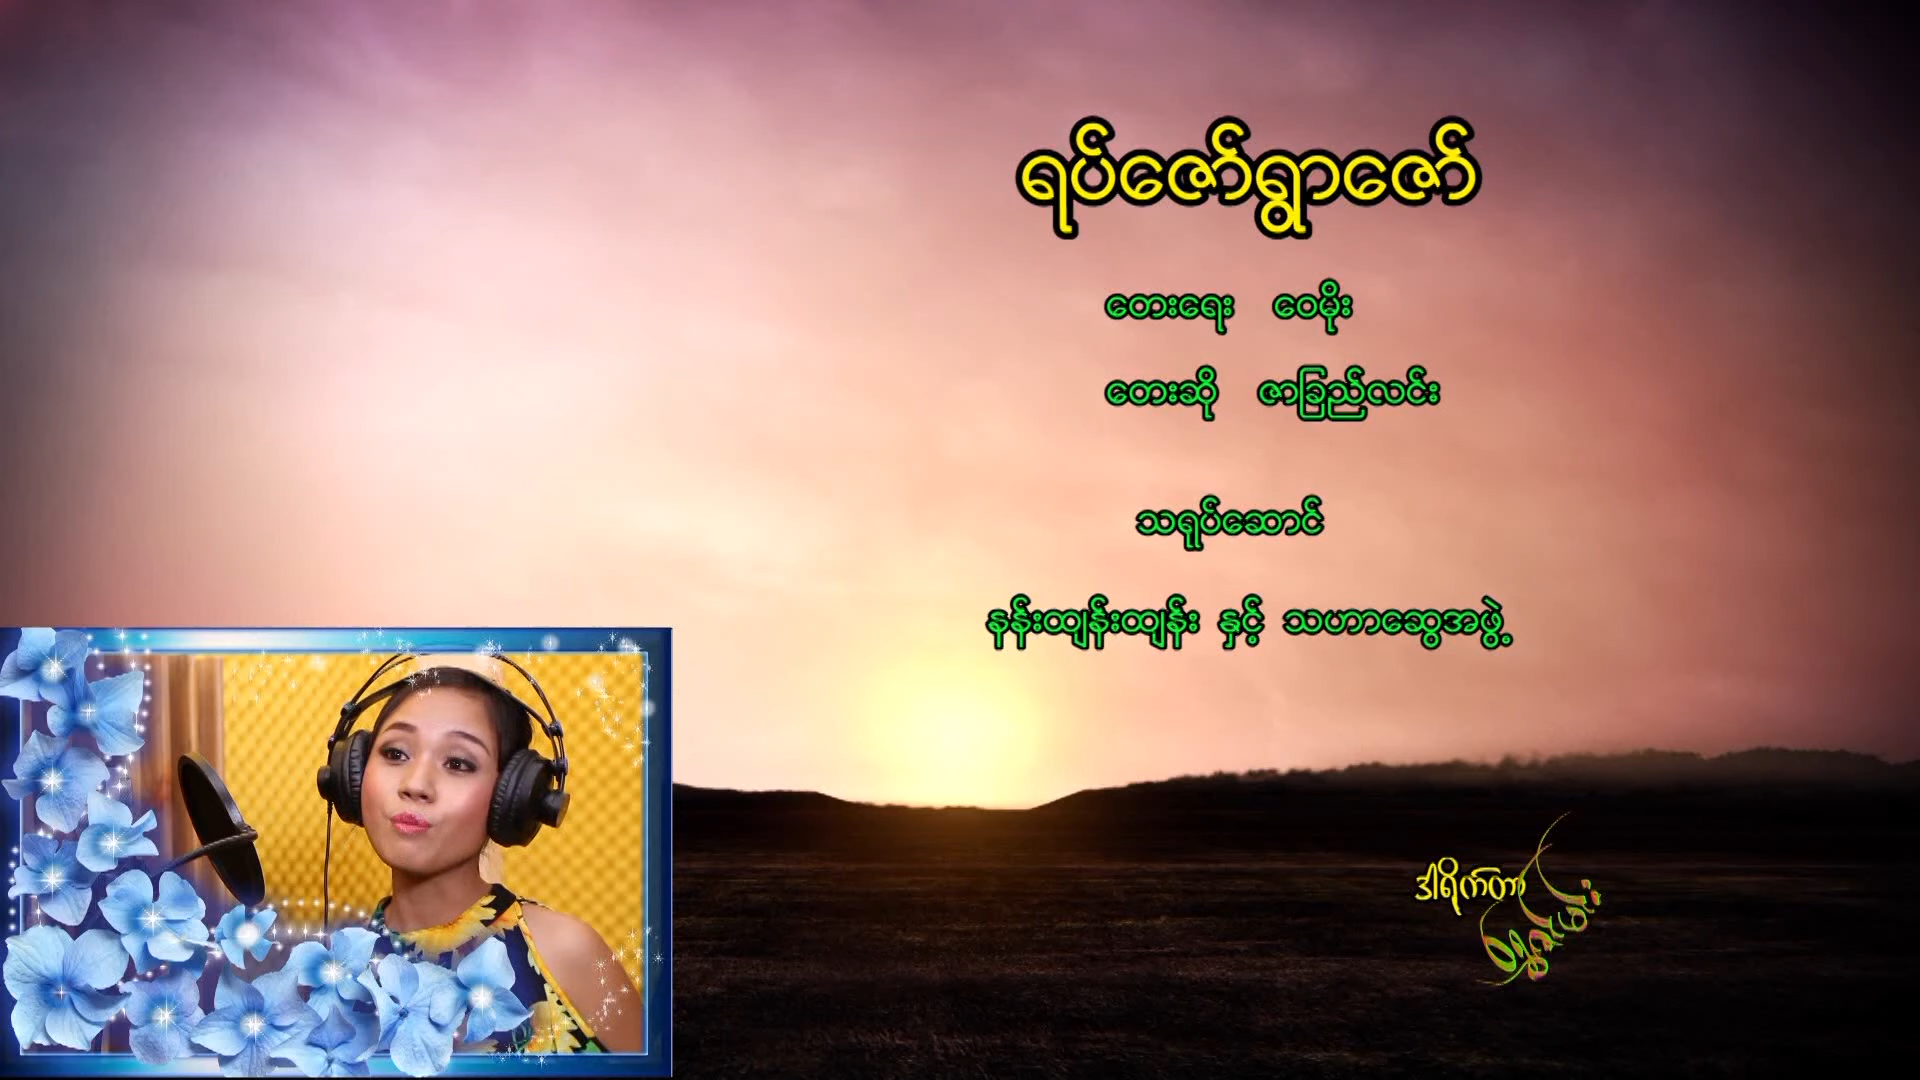 ရပ်ဇော်ရွာဇော်
တေးရေး ဝေမိုး
တေးဆို ဇာခြည်လင်း
သရုပ်ဆောင်
နန်းထျန်းထျန်း နှင့် သဟာဆွေအဖွဲ့
ဒါရိုက်တာ